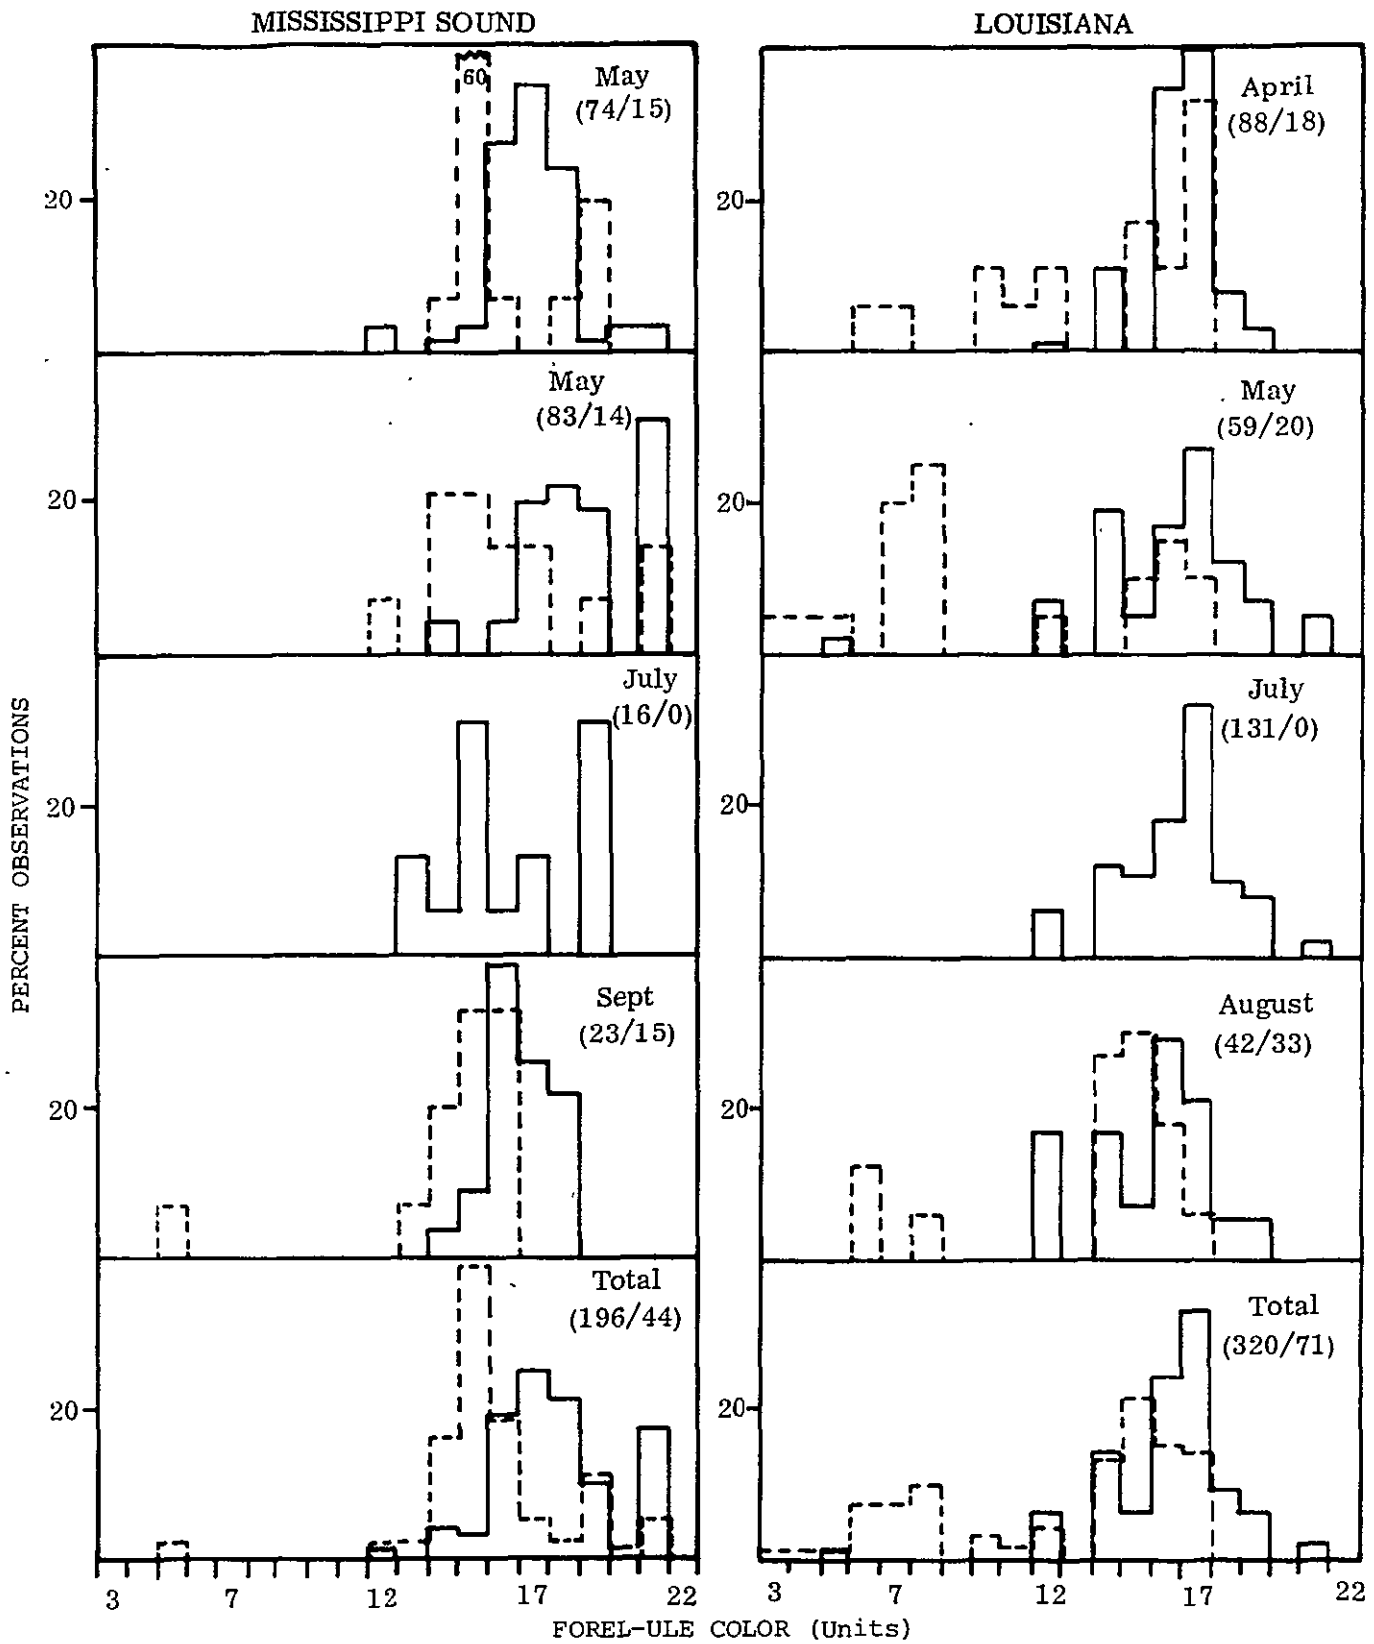 MISSISSIPPI SOUND
60
May
(74/15)
20
May
(83/14)
20
July
(16/0)
20
Sept
(23/15)
20
Total
(196/44)
20
3 7 12 17 22
LOUISIANA
April
(88/18)
20
May
(59/20)
20
July
(131/0)
20
August
(42/33)
20
Total
(320/71)
20
3 7 12 17 22
PERCENT OBSERVATIONS
FOREL-ULE COLOR (Units)